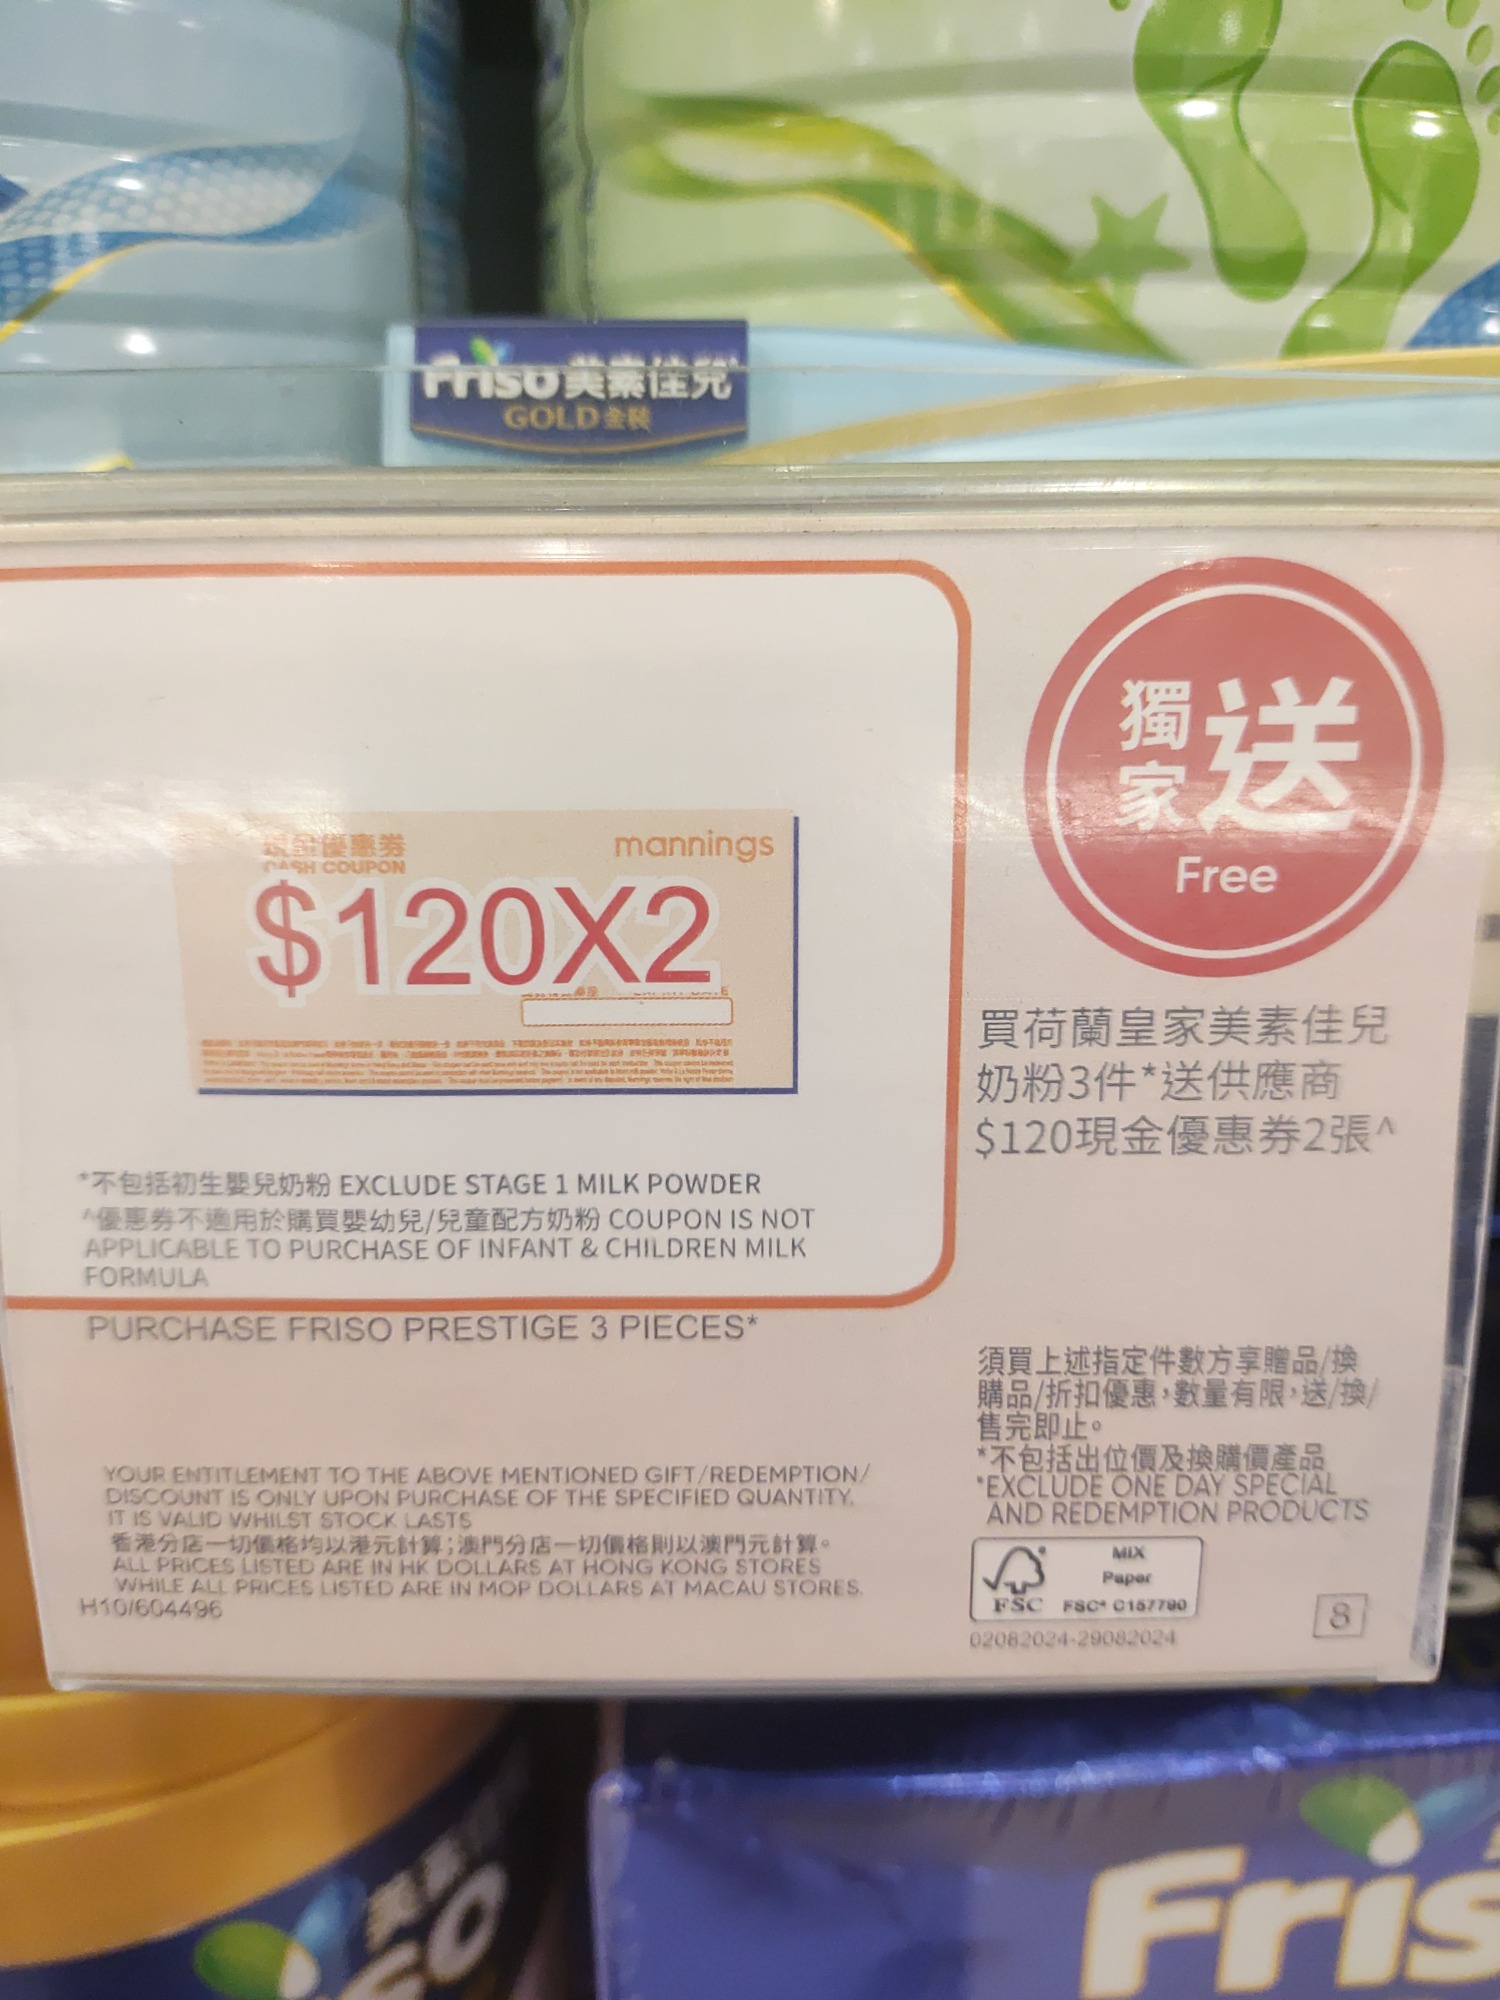 Friso美素佳兒
GOLD金裝
獨家送
Free
現金優惠券
CASH COUPON
mannings
$120X2
買荷蘭皇家美素佳兒
奶粉3件*送供應商
$120現金優惠券2張^
*不包括初生嬰兒奶粉 EXCLUDE STAGE 1 MILK POWDER
^優惠券不適用於購買嬰幼兒/兒童配方奶粉 COUPON IS NOT
APPLICABLE TO PURCHASE OF INFANT & CHILDREN MILK
FORMULA
PURCHASE FRISO PRESTIGE 3 PIECES*
須買上述指定件數方享贈品/換
購品/折扣優惠，數量有限，送/換/
售完即止。
*不包括出位價及換購價產品
*EXCLUDE ONE DAY SPECIAL
AND REDEMPTION PRODUCTS
YOUR ENTITLEMENT TO THE ABOVE MENTIONED GIFT/REDEMPTION/
DISCOUNT IS ONLY UPON PURCHASE OF THE SPECIFIED QUANTITY.
IT IS VALID WHILST STOCK LASTS
香港分店一切價格均以港元計算；澳門分店一切價格則以澳門元計算。
ALL PRICES LISTED ARE IN HK DOLLARS AT HONG KONG STORES
WHILE ALL PRICES LISTED ARE IN MOP DOLLARS AT MACAU STORES.
H10/604496
MIX
Paper
FSC FSC® C157790
02082024-29082024
8
Fris